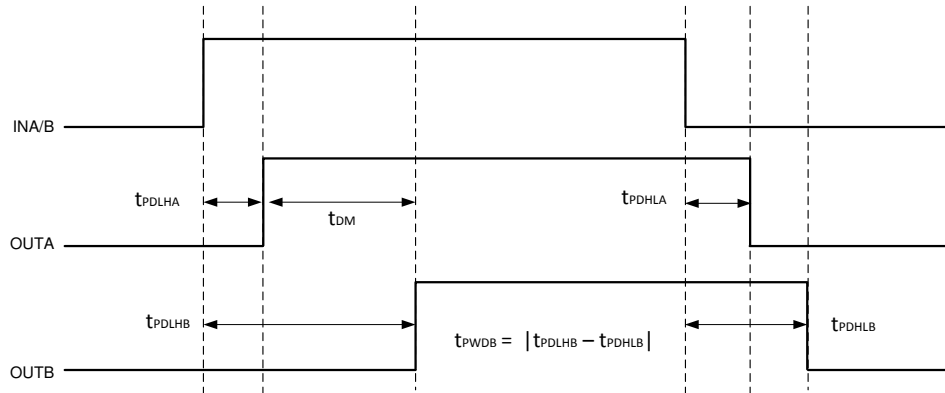 INA/B
tPDLHA
tPDHLA
tDM
OUTA
tPDLHB
tPWDB = |tPDLHB – tPDHLB|
tPDHLB
OUTB